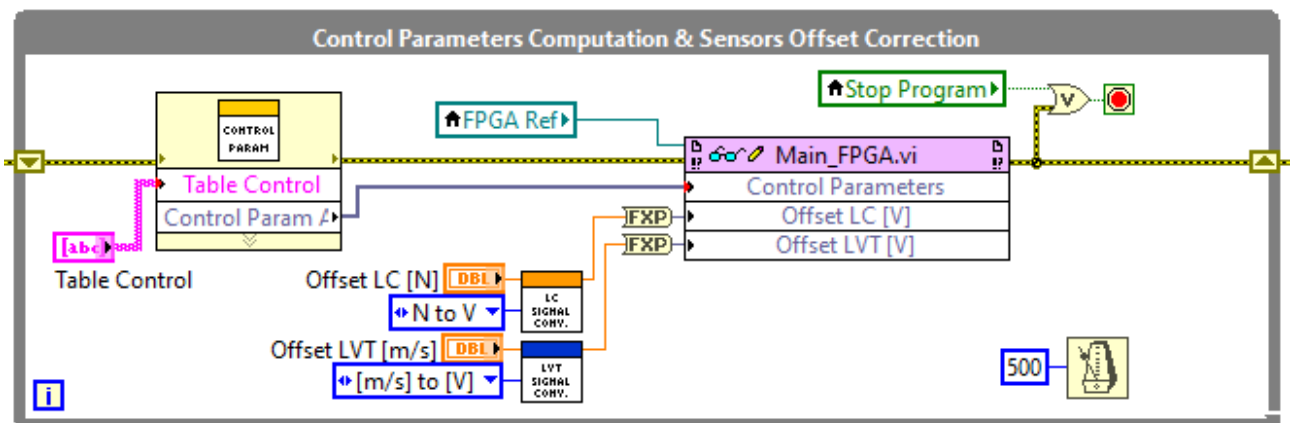 Control Parameters Computation & Sensors Offset Correction
Stop Program
V
CONTROL
PARAM
FPGA Ref
Main_FPGA.vi
Table Control
Control Parameters
Control Param A
FXP
Offset LC [V]
abc
FXP
Offset LVT [V]
Table Control
Offset LC [N]
DBL
N to V
LC
SIGNAL
CONV.
Offset LVT [m/s]
DBL
[m/s] to [V]
LVT
SIGNAL
CONV.
500
i